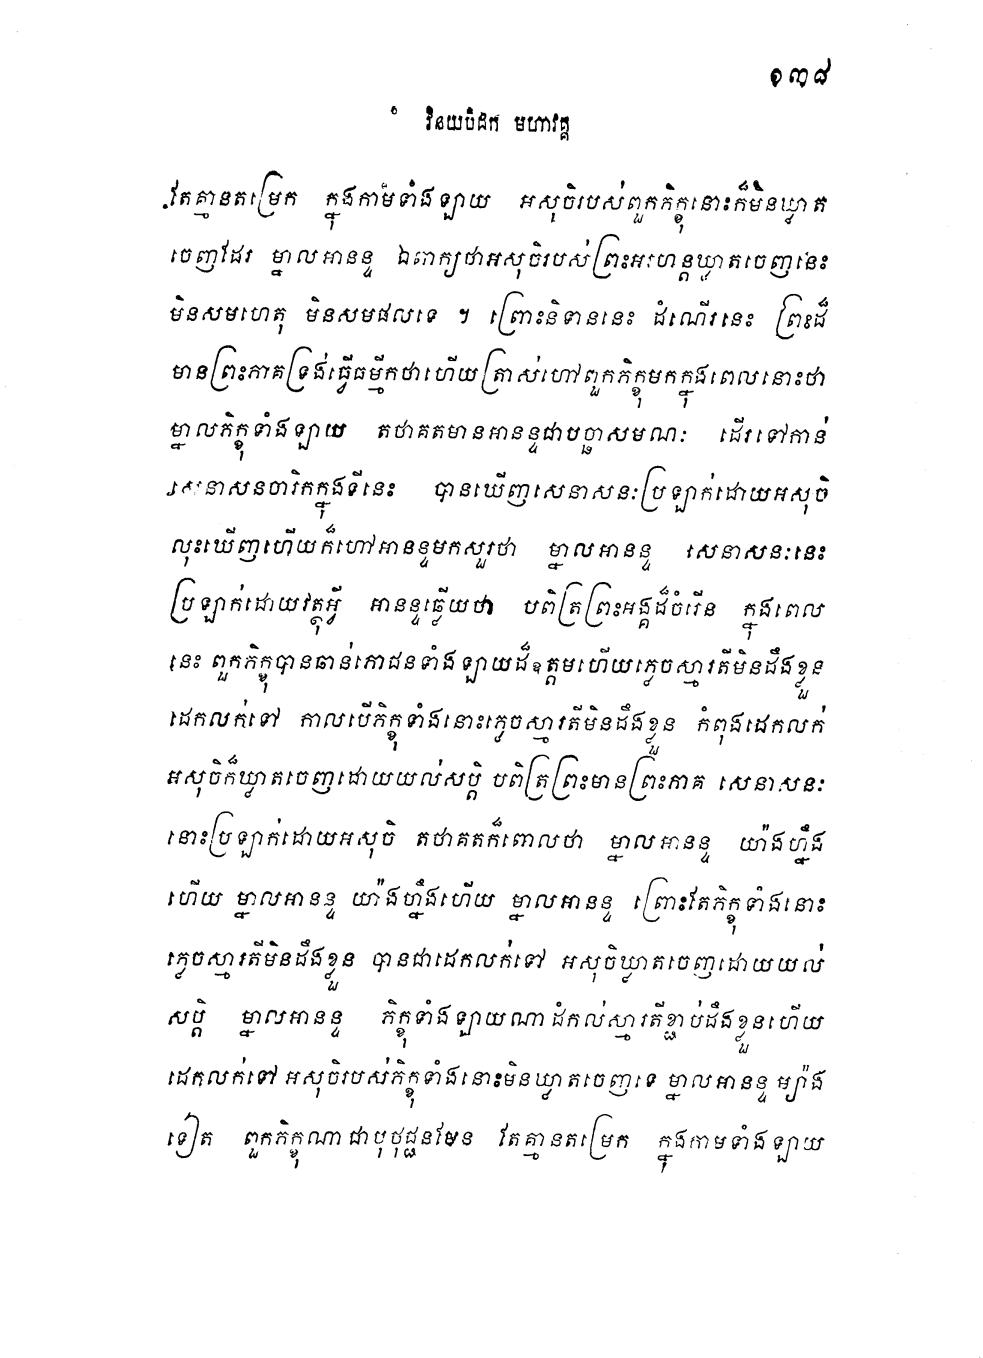 ១៣៨
វិនយបិដក មហាវគ្គ
តែគ្មានតម្រេក ក្នុងកាមទាំងឡាយ អសុចិរបស់ពួកភិក្ខុនោះក៏មិនឃ្លាត
ចេញដែរ ម្នាលអានន្ទ ឯពាក្យថាអសុចិរបស់ព្រះអរហន្តឃ្លាតចេញនេះ
មិនសមហេតុ មិនសមផលទេ ។ ព្រោះនិទាននេះ ដំណើរនេះ ព្រះដ៏
មានព្រះភាគទ្រង់ធ្វើធម្មីកថាហើយត្រាស់ហៅពួកភិក្ខុមកក្នុងពេលនោះថា
ម្នាលភិក្ខុទាំងឡាយ តថាគតមានអានន្ទជាបច្ឆាសមណៈ ដើរទៅកាន់
សេនាសនចារិកក្នុងទីនេះ បានឃើញសេនាសនៈប្រឡាក់ដោយអសុចិ
លុះឃើញហើយក៏ហៅអានន្ទមកសួរថា ម្នាលអានន្ទ សេនាសនៈនេះ
ប្រឡាក់ដោយវត្ថុអ្វី អានន្ទឆ្លើយថា បពិត្រព្រះអង្គដ៏ចំរើន ក្នុងពេល
នេះ ពួកភិក្ខុបានឆាន់ភោជនទាំងឡាយដ៏ឧត្តមហើយភ្លេចស្មារតីមិនដឹងខ្លួន
ដេកលក់ទៅ កាលបើភិក្ខុទាំងនោះភ្លេចស្មារតីមិនដឹងខ្លួន កំពុងដេកលក់
អសុចិក៏ឃ្លាតចេញដោយយល់សប្តិ បពិត្រព្រះមានព្រះភាគ សេនាសនៈ
នោះប្រឡាក់ដោយអសុចិ តថាគតក៏ពោលថា ម្នាលអានន្ទ យ៉ាងហ្នឹង
ហើយ ម្នាលអានន្ទ យ៉ាងហ្នឹងហើយ ម្នាលអានន្ទ ព្រោះតែភិក្ខុទាំងនោះ
ភ្លេចស្មារតីមិនដឹងខ្លួន បានជាដេកលក់ទៅ អសុចិឃ្លាតចេញដោយយល់
សប្តិ ម្នាលអានន្ទ ភិក្ខុទាំងឡាយណាដំកល់ស្មារតីខ្ជាប់ដឹងខ្លួនហើយ
ដេកលក់ទៅ អសុចិរបស់ភិក្ខុទាំងនោះមិនឃ្លាតចេញទេ ម្នាលអានន្ទ ម្យ៉ាង
ទៀត ពួកភិក្ខុណាជាបុថុជ្ជនមែន តែគ្មានតម្រេក ក្នុងកាមទាំងឡាយ